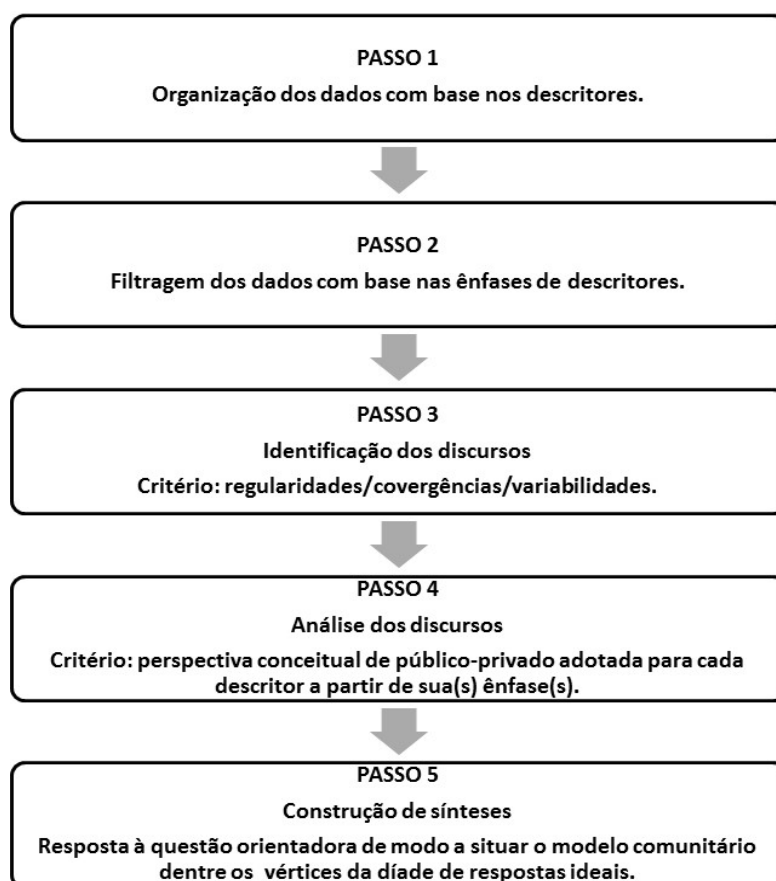 PASSO 1
Organização dos dados com base nos descritores.
PASSO 2
Filtragem dos dados com base nas ênfases de descritores.
PASSO 3
Identificação dos discursos
Critério: regularidades/covergências/variabilidades.
PASSO 4
Análise dos discursos
Critério: perspectiva conceitual de público-privado adotada para cada
descritor a partir de sua(s) ênfase(s).
PASSO 5
Construção de sínteses
Resposta à questão orientadora de modo a situar o modelo comunitário
dentre os vértices da díade de respostas ideais.